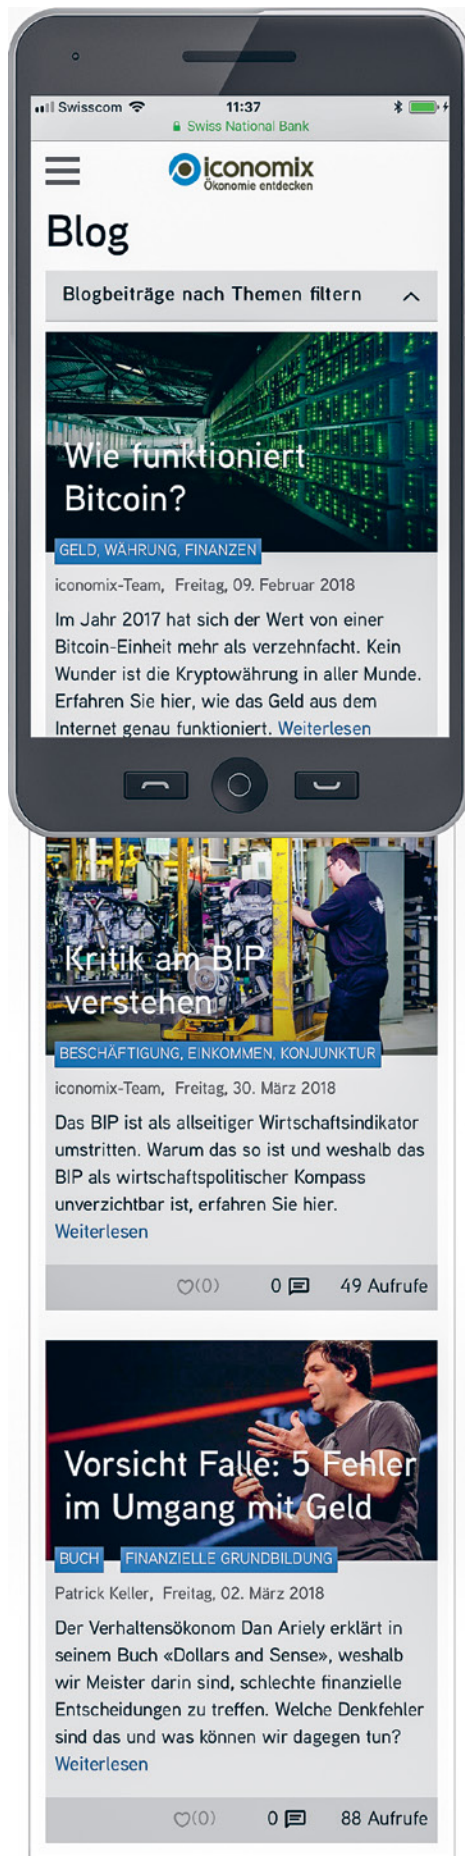 Swisscom 11:37
Swiss National Bank
iconomix
Ökonomie entdecken
Blog
Blogbeiträge nach Themen filtern
Wie funktioniert
Bitcoin?
GELD, WÄHRUNG, FINANZEN
iconomix-Team, Freitag, 09. Februar 2018
Im Jahr 2017 hat sich der Wert von einer
Bitcoin-Einheit mehr als verzehnfacht. Kein
Wunder ist die Kryptowährung in aller Munde.
Erfahren Sie hier, wie das Geld aus dem
Internet genau funktioniert. Weiterlesen
Kritik am BIP
verstehen
BESCHÄFTIGUNG, EINKOMMEN, KONJUNKTUR
iconomix-Team, Freitag, 30. März 2018
Das BIP ist als allseitiger Wirtschaftsindikator
umstritten. Warum das so ist und weshalb das
BIP als wirtschaftspolitischer Kompass
unverzichtbar ist, erfahren Sie hier.
Weiterlesen
(0) 0 49 Aufrufe
Vorsicht Falle: 5 Fehler
im Umgang mit Geld
BUCH FINANZIELLE GRUNDBILDUNG
Patrick Keller, Freitag, 02. März 2018
Der Verhaltensökonom Dan Ariely erklärt in
seinem Buch «Dollars and Sense», weshalb
wir Meister darin sind, schlechte finanzielle
Entscheidungen zu treffen. Welche Denkfehler
sind das und was können wir dagegen tun?
Weiterlesen
(0) 0 88 Aufrufe